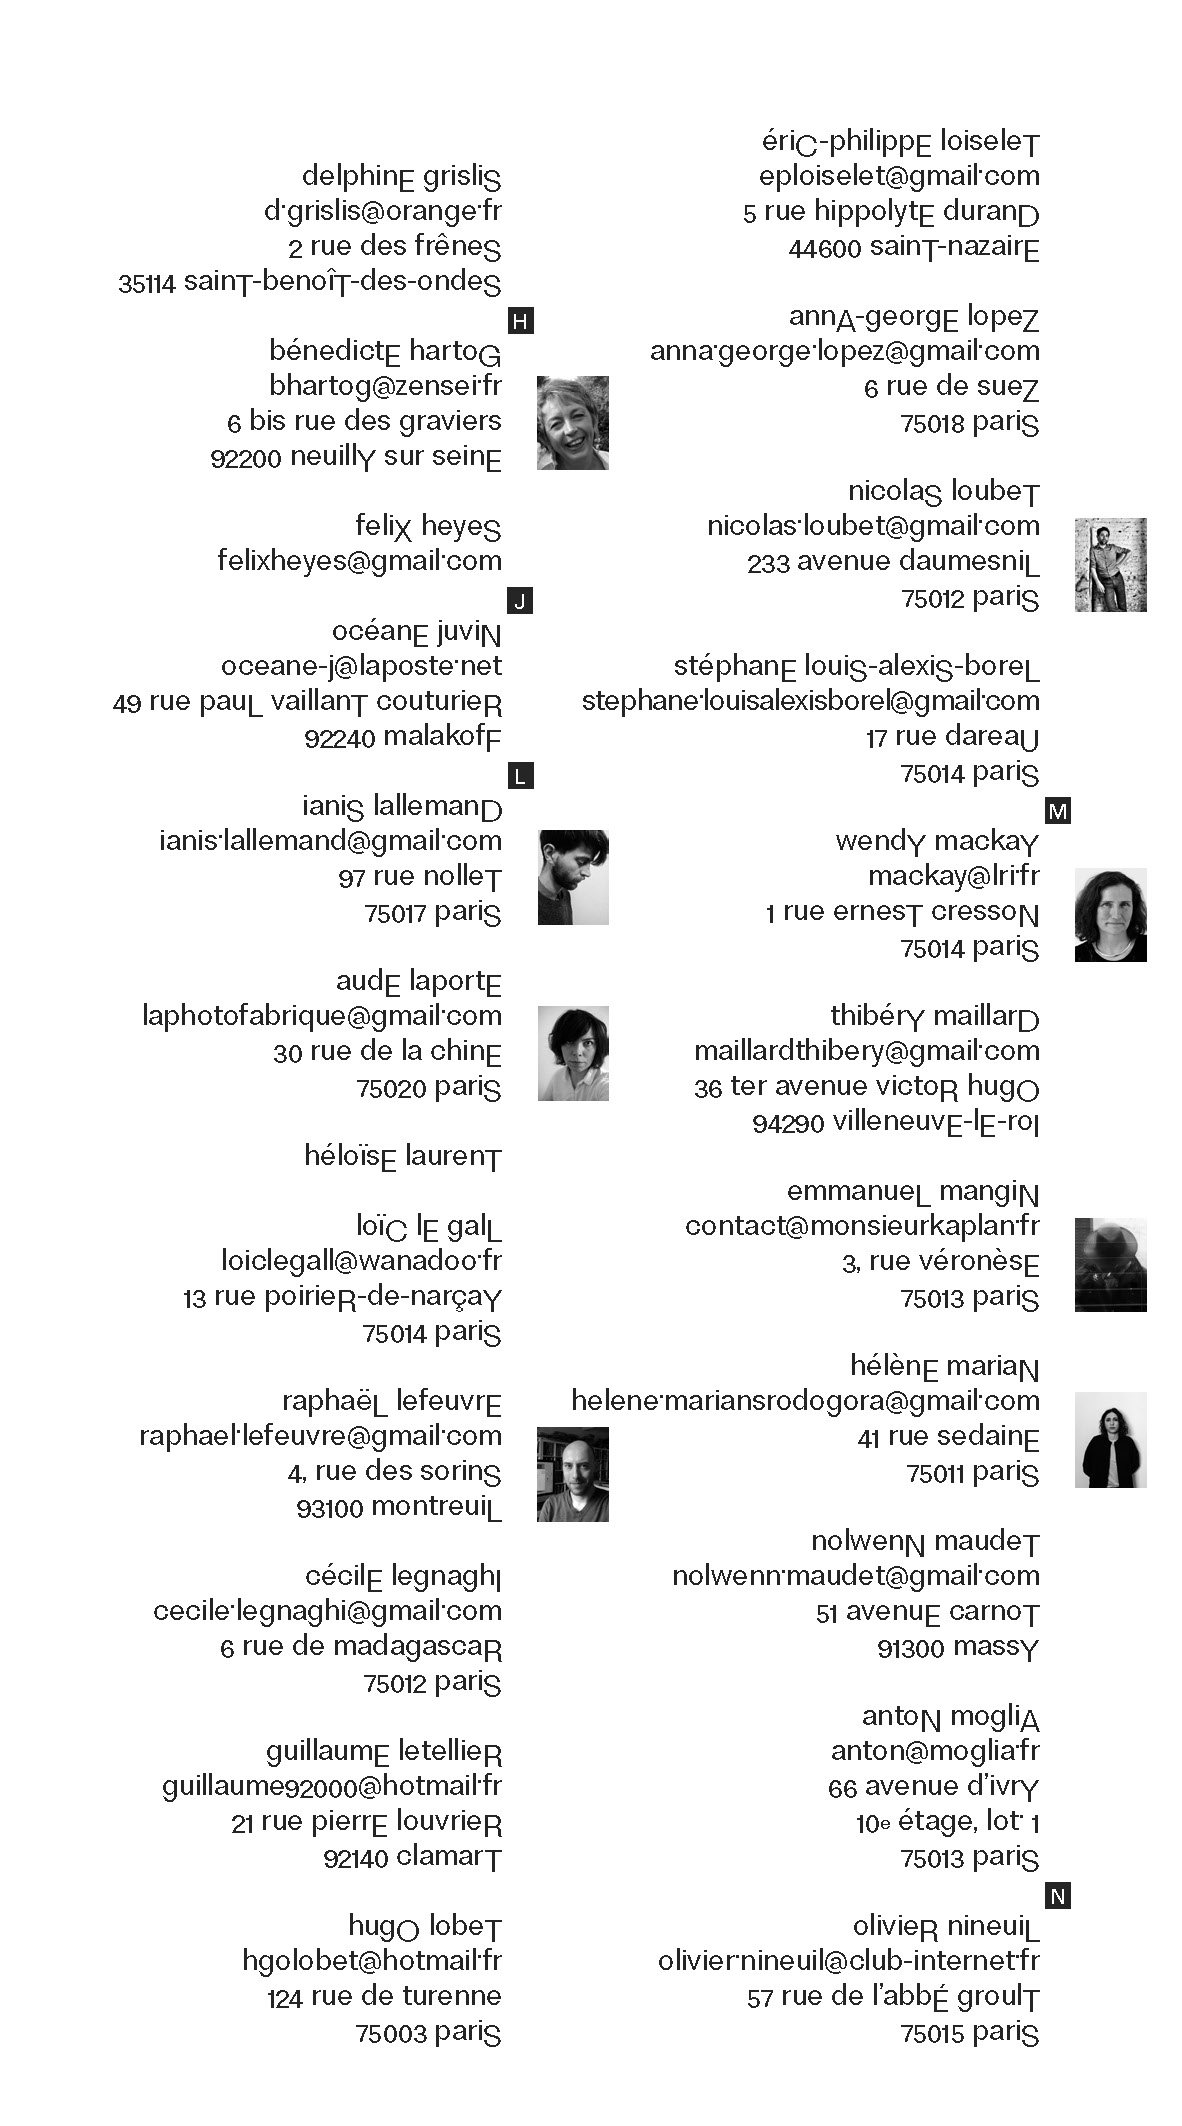 delphinE grisliS
d·grislis@orange·fr
2 rue des frêneS
35114 sainT-benoîT-des-ondeS
H
bénedictE hartoG
bhartog@zensei·fr
6 bis rue des graviers
92200 neuillY sur seinE
feliX heyeS
felixheyes@gmail·com
J
océanE juviN
oceane-j@laposte·net
49 rue pauL vaillanT couturieR
92240 malakofF
L
ianiS lallemanD
ianis·lallemand@gmail·com
97 rue nolleT
75017 pariS
audE laportE
laphotofabrique@gmail·com
30 rue de la chinE
75020 pariS
héloïsE laurenT
loïC lE galL
loiclegall@wanadoo·fr
13 rue poirieR-de-narçaY
75014 pariS
raphaëL lefeuvrE
raphael·lefeuvre@gmail·com
4, rue des sorinS
93100 montreuiL
cécilE legnaghI
cecile·legnaghi@gmail·com
6 rue de madagascaR
75012 pariS
guillaumE letellieR
guillaume92000@hotmail·fr
21 rue pierrE louvrieR
92140 clamarT
hugO lobeT
hgolobet@hotmail·fr
124 rue de turenne
75003 pariS
ériC-philippE loiseleT
eploiselet@gmail·com
5 rue hippolytE duranD
44600 sainT-nazairE
annA-georgE lopeZ
anna·george·lopez@gmail·com
6 rue de sueZ
75018 pariS
nicolaS loubeT
nicolas·loubet@gmail·com
233 avenue daumesniL
75012 pariS
stéphanE louiS-alexiS-boreL
stephane·louisalexisborel@gmail·com
17 rue dareaU
75014 pariS
M
wendY mackaY
mackay@lri·fr
1 rue ernesT cressoN
75014 pariS
thibérY maillarD
maillardthibery@gmail·com
36 ter avenue victoR hugO
94290 villeneuvE-lE-roI
emmanueL mangiN
contact@monsieurkaplan·fr
3, rue véronèsE
75013 pariS
hélènE mariaN
helene·mariansrodogora@gmail·com
41 rue sedainE
75011 pariS
nolwenN maudeT
nolwenn·maudet@gmail·com
51 avenuE carnoT
91300 massY
antoN mogliA
anton@moglia·fr
66 avenue d’ivrY
10e étage, lot· 1
75013 pariS
N
olivieR nineuiL
olivier·nineuil@club-internet·fr
57 rue de l’abbÉ groulT
75015 pariS